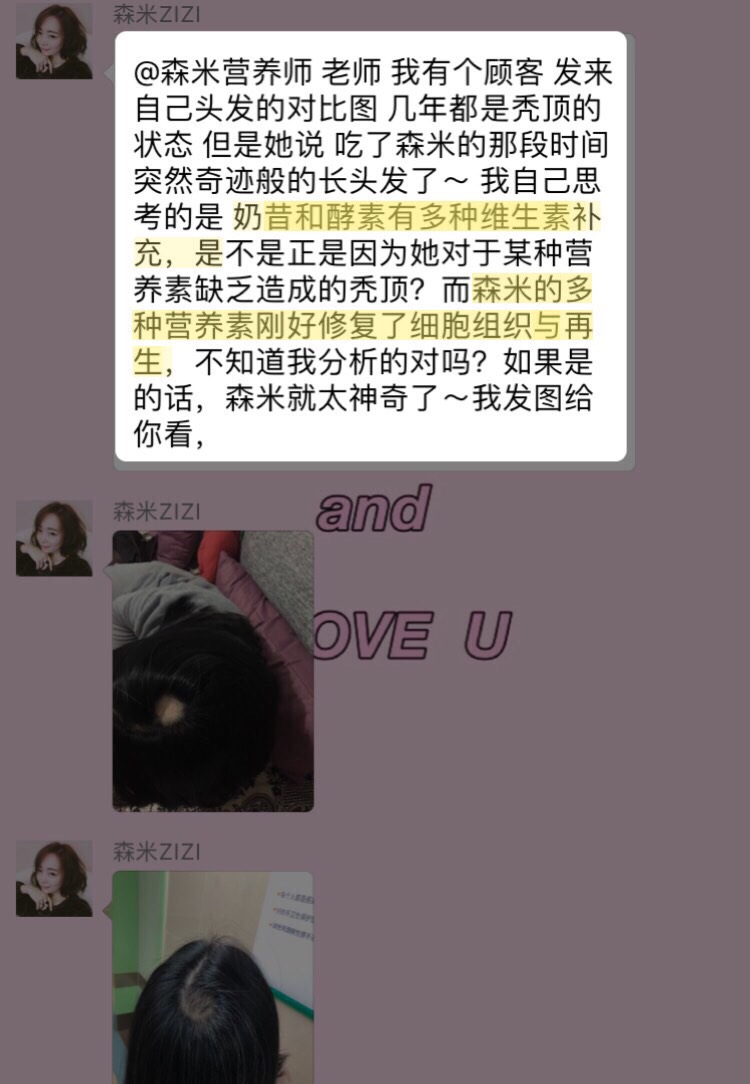 森米ZIZI
@森米营养师 老师 我有个顾客 发来
自己头发的对比图 几年都是秃顶的
状态 但是她说 吃了森米的那段时间
突然奇迹般的长头发了～ 我自己思
考的是 奶昔和酵素有多种维生素补
充，是不是正是因为她对于某种营
养素缺乏造成的秃顶？而森米的多
种营养素刚好修复了细胞组织与再
生，不知道我分析的对吗？如果是
的话，森米就太神奇了～我发图给
你看，
and
森米ZIZI
OVE U
森米ZIZI